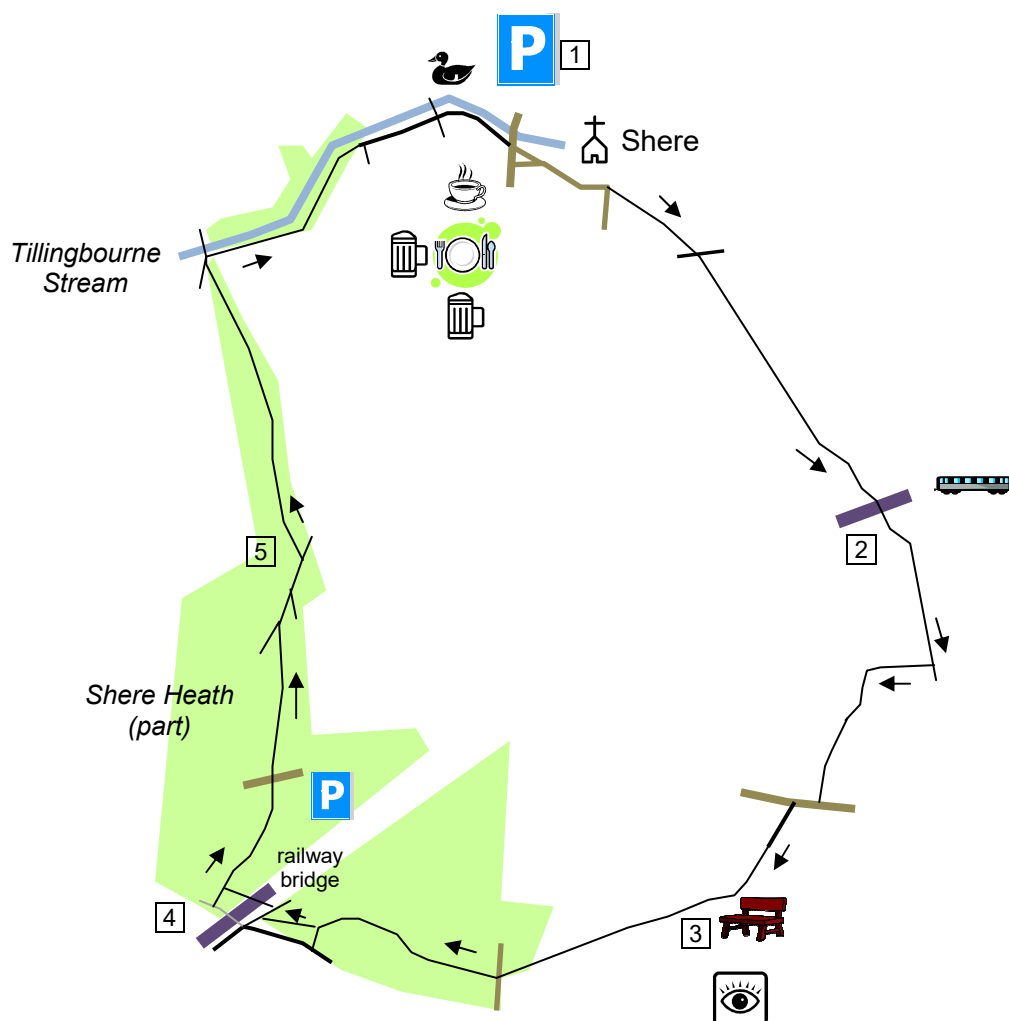 P
1
Shere
Tillingbourne
Stream
2
5
Shere Heath
(part)
P
railway
bridge
4
3